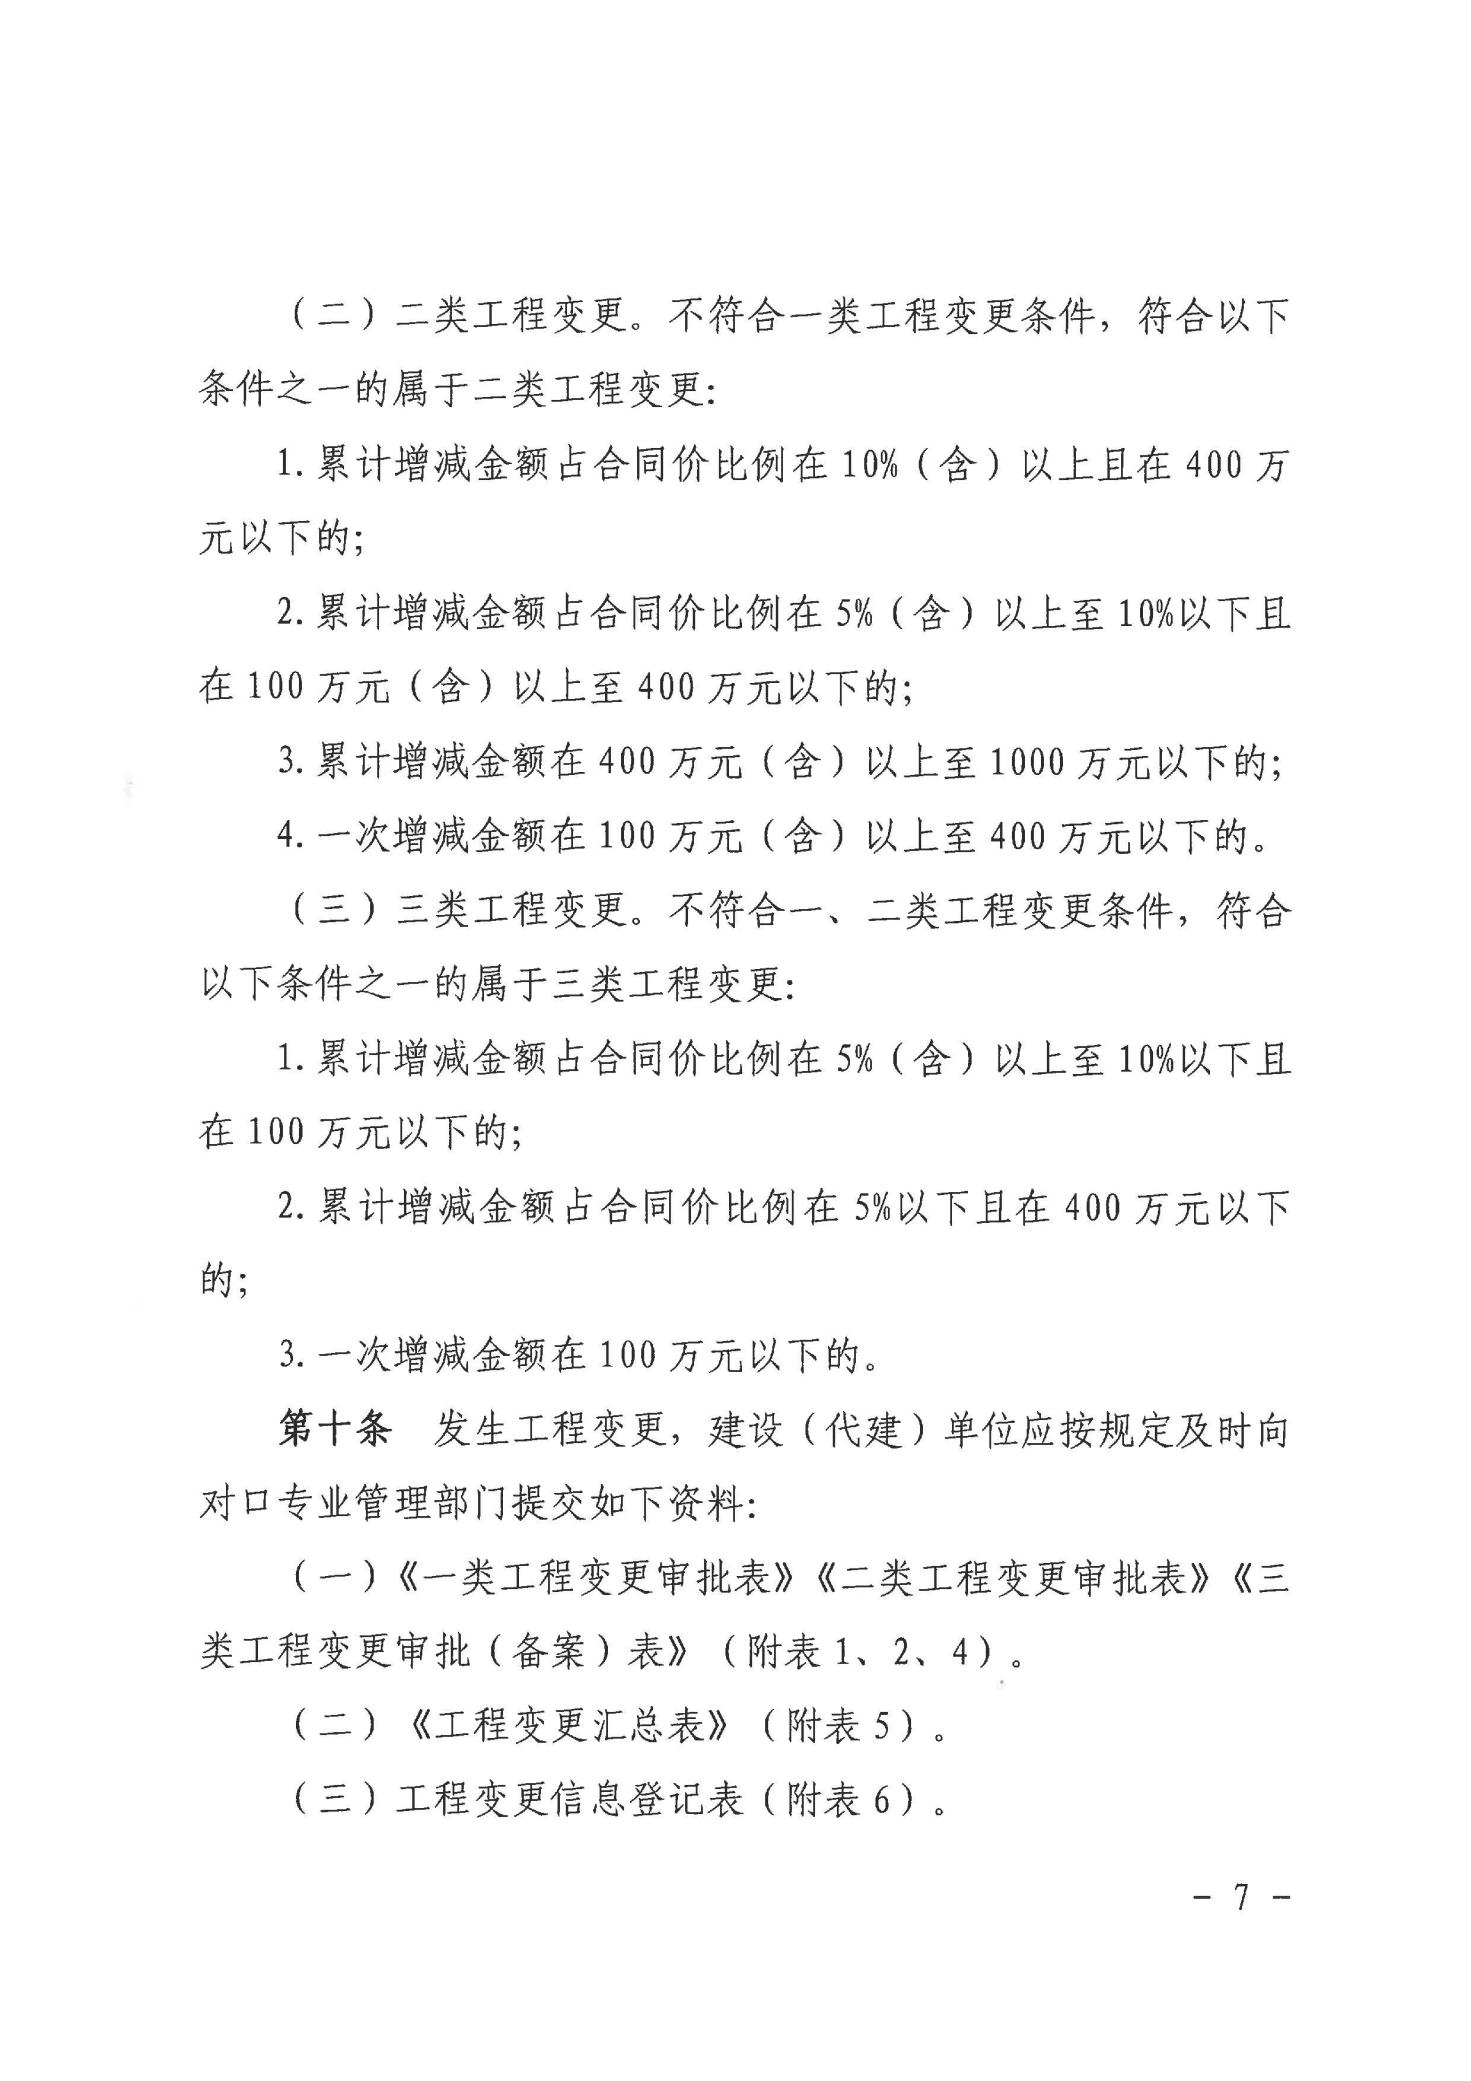 （二）二类工程变更。不符合一类工程变更条件，符合以下
条件之一的属于二类工程变更：
1.累计增减金额占合同价比例在10%（含）以上且在400万
元以下的；
2.累计增减金额占合同价比例在5%（含）以上至10%以下且
在100万元（含）以上至400万元以下的；
3.累计增减金额在400万元（含）以上至1000万元以下的；
4.一次增减金额在100万元（含）以上至400万元以下的。
（三）三类工程变更。不符合一、二类工程变更条件，符合
以下条件之一的属于三类工程变更：
1.累计增减金额占合同价比例在5%（含）以上至10%以下且
在100万元以下的；
2.累计增减金额占合同价比例在5%以下且在400万元以下
的；
3.一次增减金额在100万元以下的。
第十条　发生工程变更，建设（代建）单位应按规定及时向
对口专业管理部门提交如下资料：
（一）《一类工程变更审批表》《二类工程变更审批表》《三
类工程变更审批（备案）表》（附表1、2、4）。
（二）《工程变更汇总表》（附表5）。
（三）工程变更信息登记表（附表6）。
－ 7 －